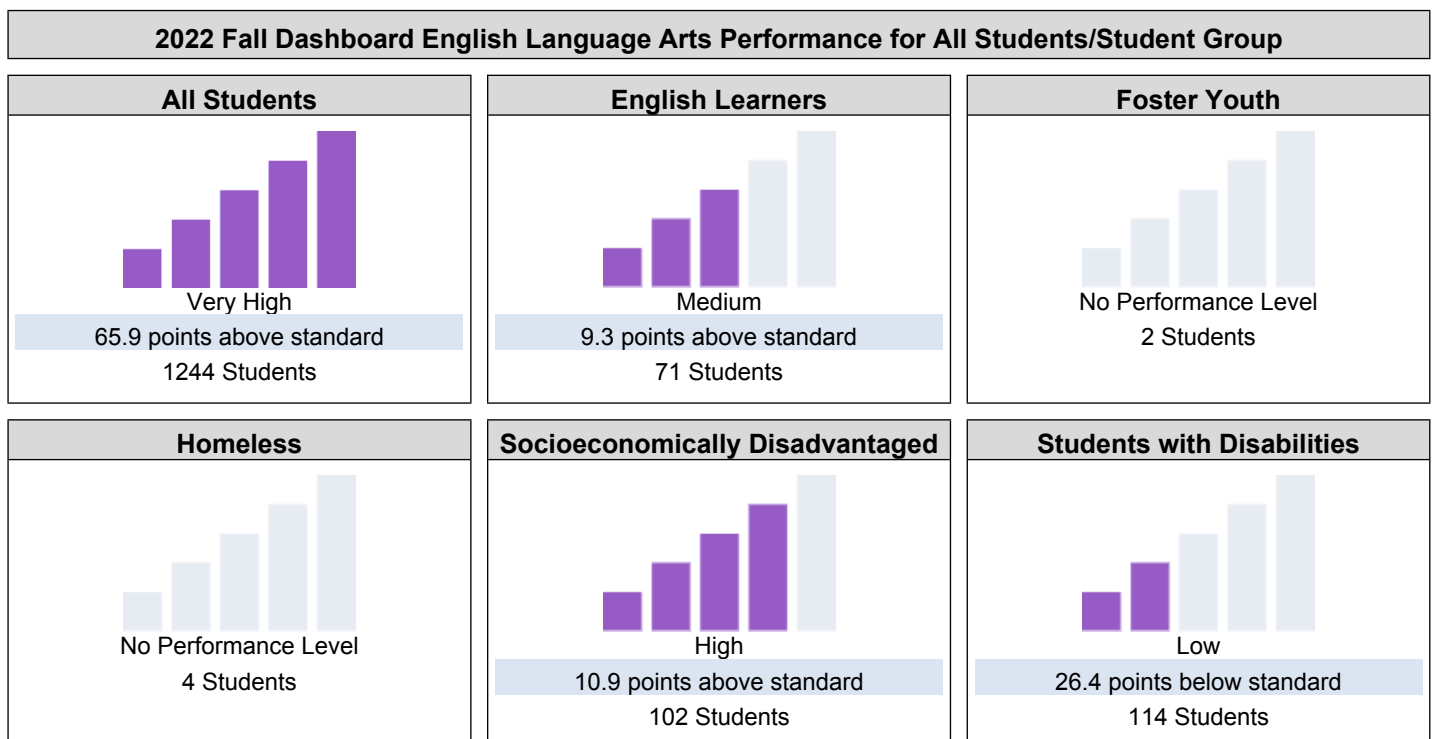 2022 Fall Dashboard English Language Arts Performance for All Students/Student Group
All Students
Very High
65.9 points above standard
1244 Students
English Learners
Medium
9.3 points above standard
71 Students
Foster Youth
No Performance Level
2 Students
Homeless
No Performance Level
4 Students
Socioeconomically Disadvantaged
High
10.9 points above standard
102 Students
Students with Disabilities
Low
26.4 points below standard
114 Students